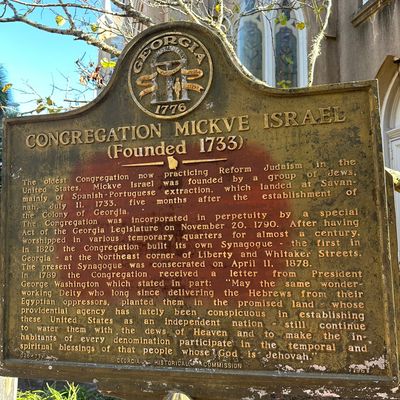 GEORGIA
1776
CONGREGATION MICKVE ISRAEL
(Founded 1733)
The oldest Congregation now practicing Reform Judaism in the
United States, Mickve Israel was founded by a group of Jews,
mainly of Spanish-Portuguese extraction, which landed at Savan-
nah, July 11, 1733, five months after the establishment of
the Colony of Georgia.
The Congregation was incorporated in perpetuity by a special
Act of the Georgia Legislature on November 20, 1790. After having
worshipped in various temporary quarters for almost a century,
in 1820 the Congregation built its own Synagogue - the first in
Georgia - at the Northeast corner of Liberty and Whitaker Streets.
The present Synagogue was consecrated on April 11, 1878.
In 1789 the Congregation received a letter from President
George Washington which stated in part: "May the same wonder-
working Deity who long since delivering the Hebrews from their
Egyptian oppressors, planted them in the promised land - whose
providential agency has lately been conspicuous in establishing
these United States as an independent nation - still continue
to water them with the dews of Heaven and to make the in-
habitants of every denomination participate in the temporal and
spiritual blessings of that people whose God is Jehovah."
GEORGIA HISTORICAL COMMISSION